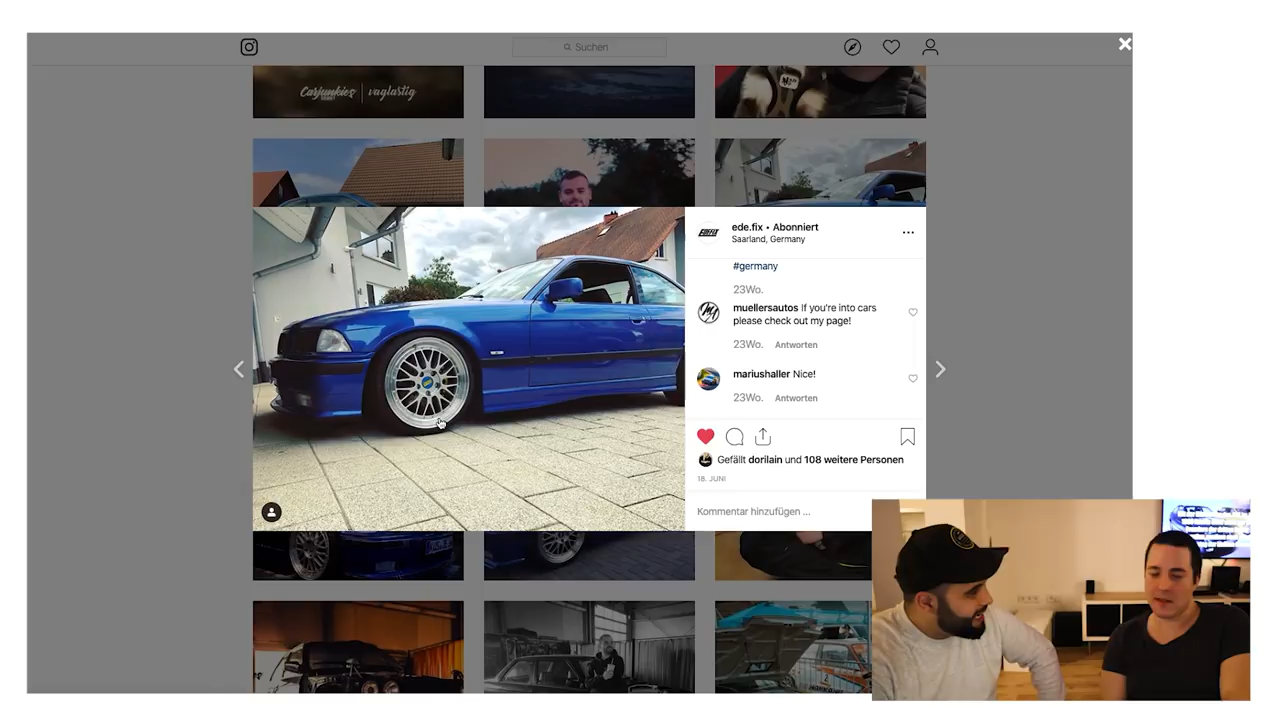 Suchen
Carjunkies | vaglastig
ede.fix • Abonniert
Saarland, Germany
#germany
23Wo.
muellersautos If you're into cars
please check out my page!
23Wo. Antworten
mariushaller Nice!
23Wo. Antworten
Gefällt dorilain und 108 weitere Personen
18. JUNI
Kommentar hinzufügen ...